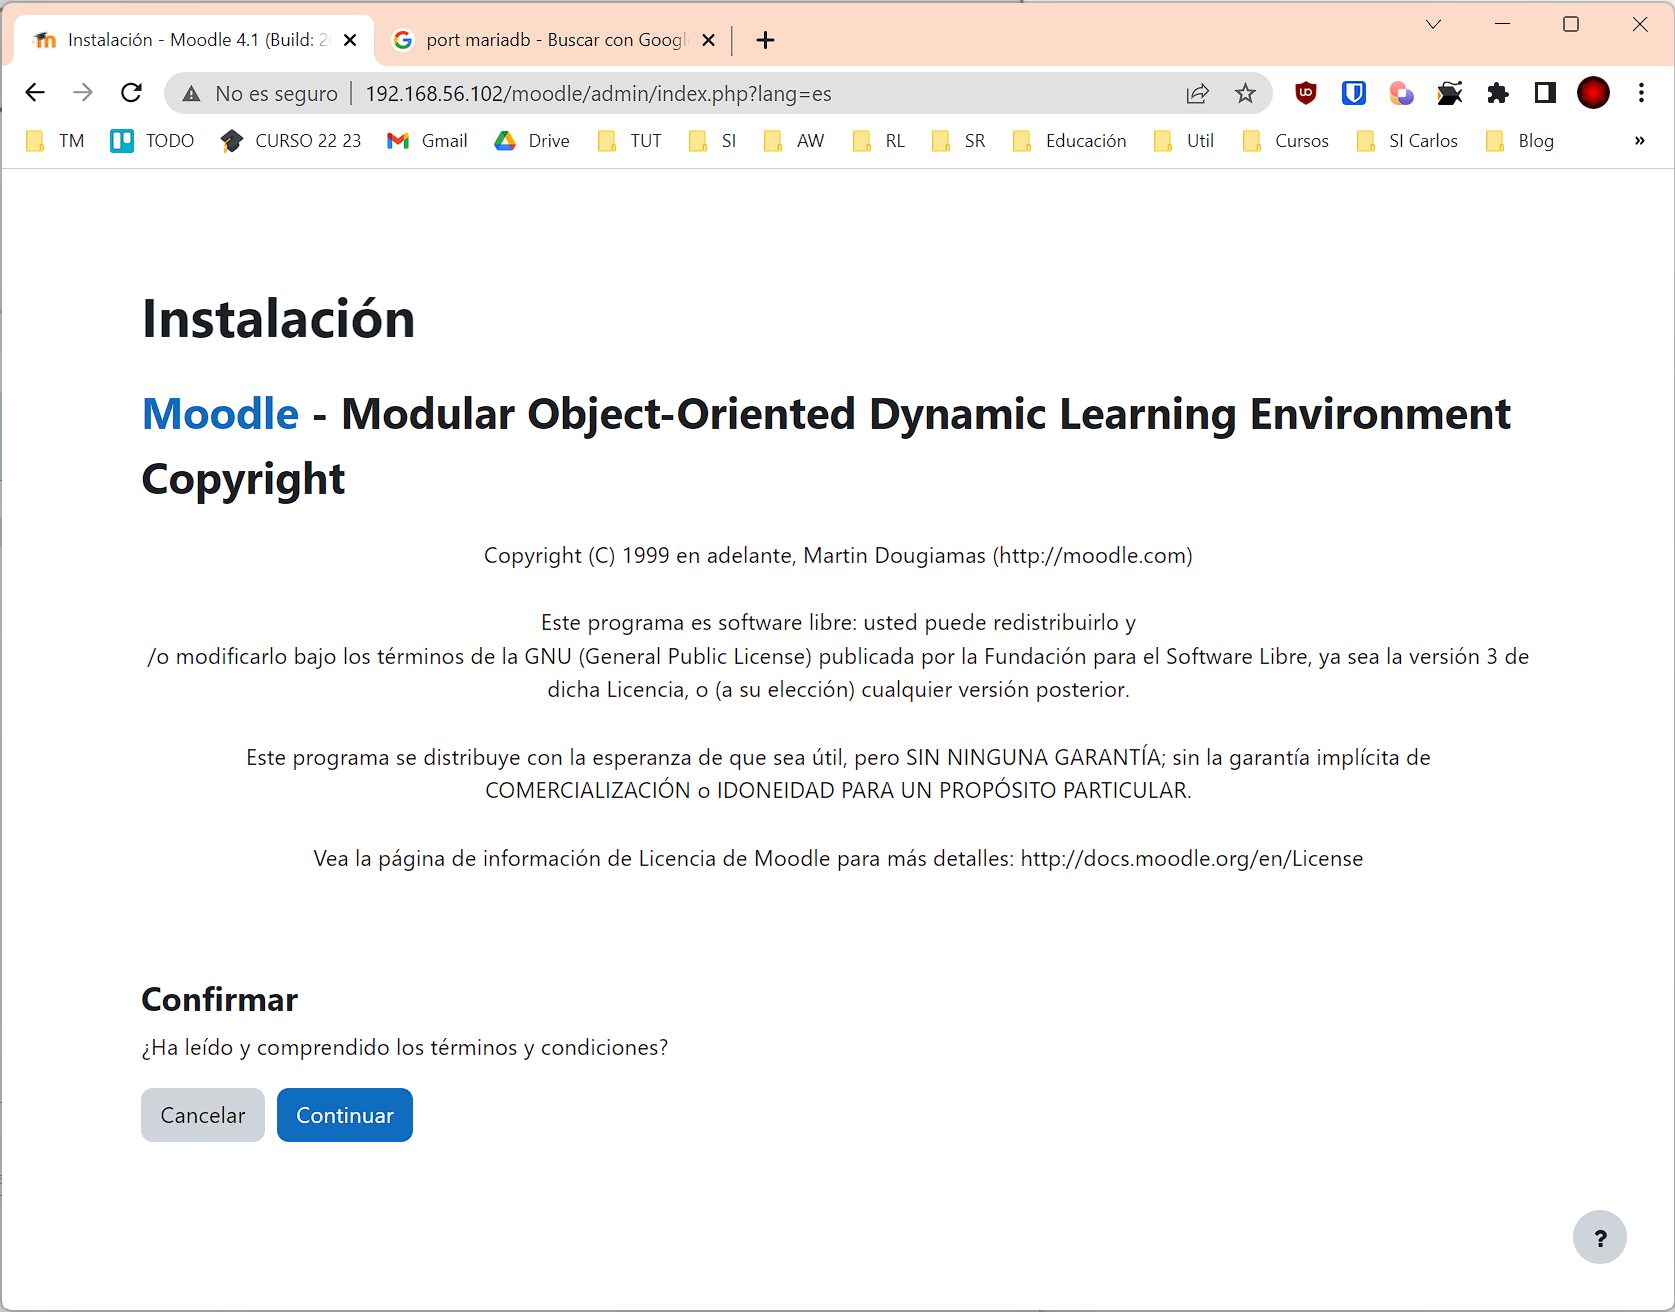 Instalación - Moodle 4.1 (Build: 2
port mariadb - Buscar con Googl
No es seguro
192.168.56.102/moodle/admin/index.php?lang=es
TM
TODO
CURSO 22 23
Gmail
Drive
TUT
SI
AW
RL
SR
Educación
Util
Cursos
SI Carlos
Blog
»
Instalación
Moodle - Modular Object-Oriented Dynamic Learning Environment
Copyright
Copyright (C) 1999 en adelante, Martin Dougiamas (http://moodle.com)
Este programa es software libre: usted puede redistribuirlo y
/o modificarlo bajo los términos de la GNU (General Public License) publicada por la Fundación para el Software Libre, ya sea la versión 3 de
dicha Licencia, o (a su elección) cualquier versión posterior.
Este programa se distribuye con la esperanza de que sea útil, pero SIN NINGUNA GARANTÍA; sin la garantía implícita de
COMERCIALIZACIÓN o IDONEIDAD PARA UN PROPÓSITO PARTICULAR.
Vea la página de información de Licencia de Moodle para más detalles: http://docs.moodle.org/en/License
Confirmar
¿Ha leído y comprendido los términos y condiciones?
Cancelar
Continuar
?